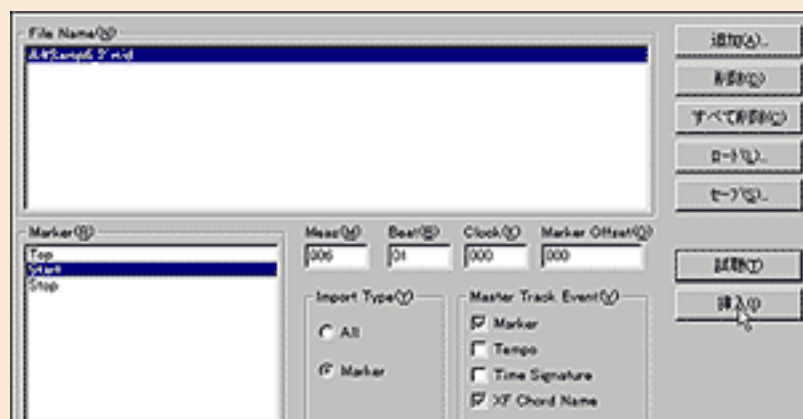 File Name(N)
追加(A)..
削除(D)
すべて削除(C)
ロード(L)..
セーブ(S)..
Marker(R)
Top
Start
Stop
Meas(M)
Beat(B)
Clock(K)
Marker Offset(O)
006
01
000
000
試聴(T)
挿入(I)
Import Type(Y)
All
Marker
Master Track Event(V)
Marker
Tempo
Time Signature
XF Chord Name